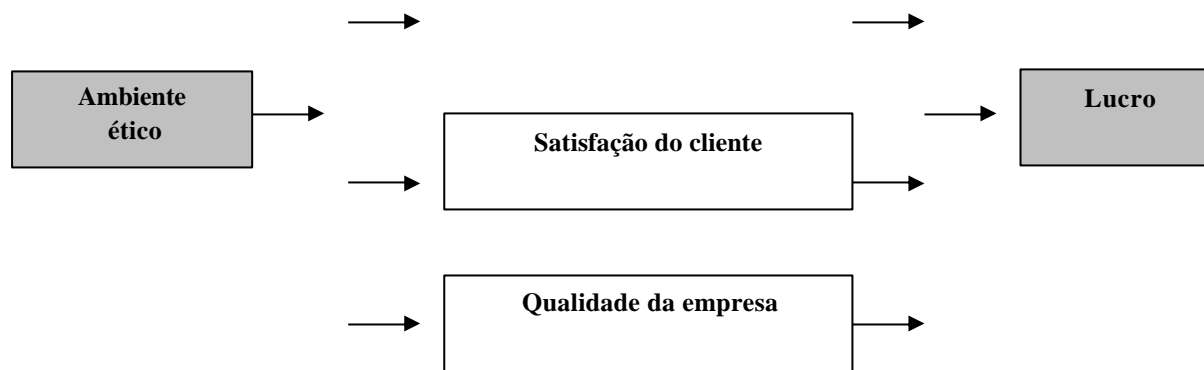 Ambiente
ético
Satisfação do cliente
Qualidade da empresa
Lucro